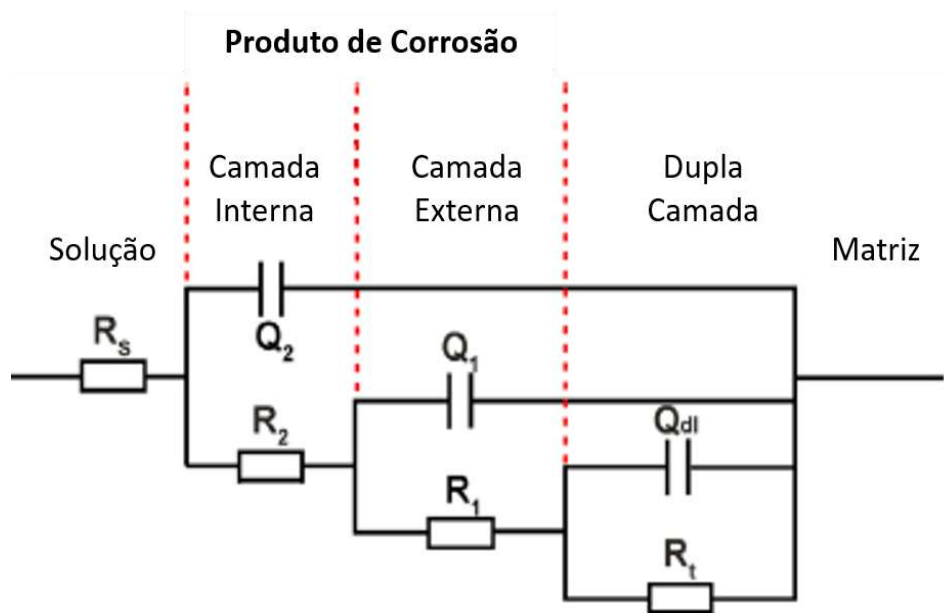 Produto de Corrosão
Camada
Interna
Camada
Externa
Dupla
Camada
Solução
Matriz
Rs
Q2
Q1
Qdl
R2
R1
Rt